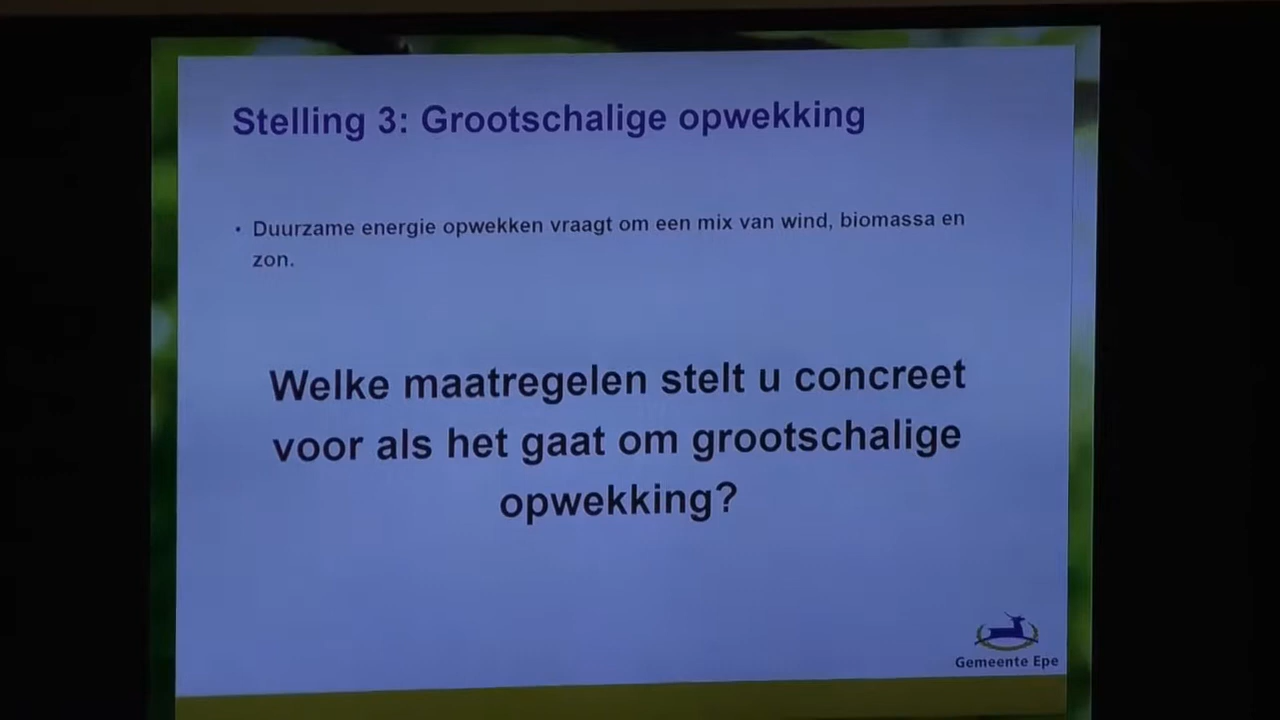 Stelling 3: Grootschalige opwekking
• Duurzame energie opwekken vraagt om een mix van wind, biomassa en
zon.
Welke maatregelen stelt u concreet
voor als het gaat om grootschalige
opwekking?
Gemeente Epe